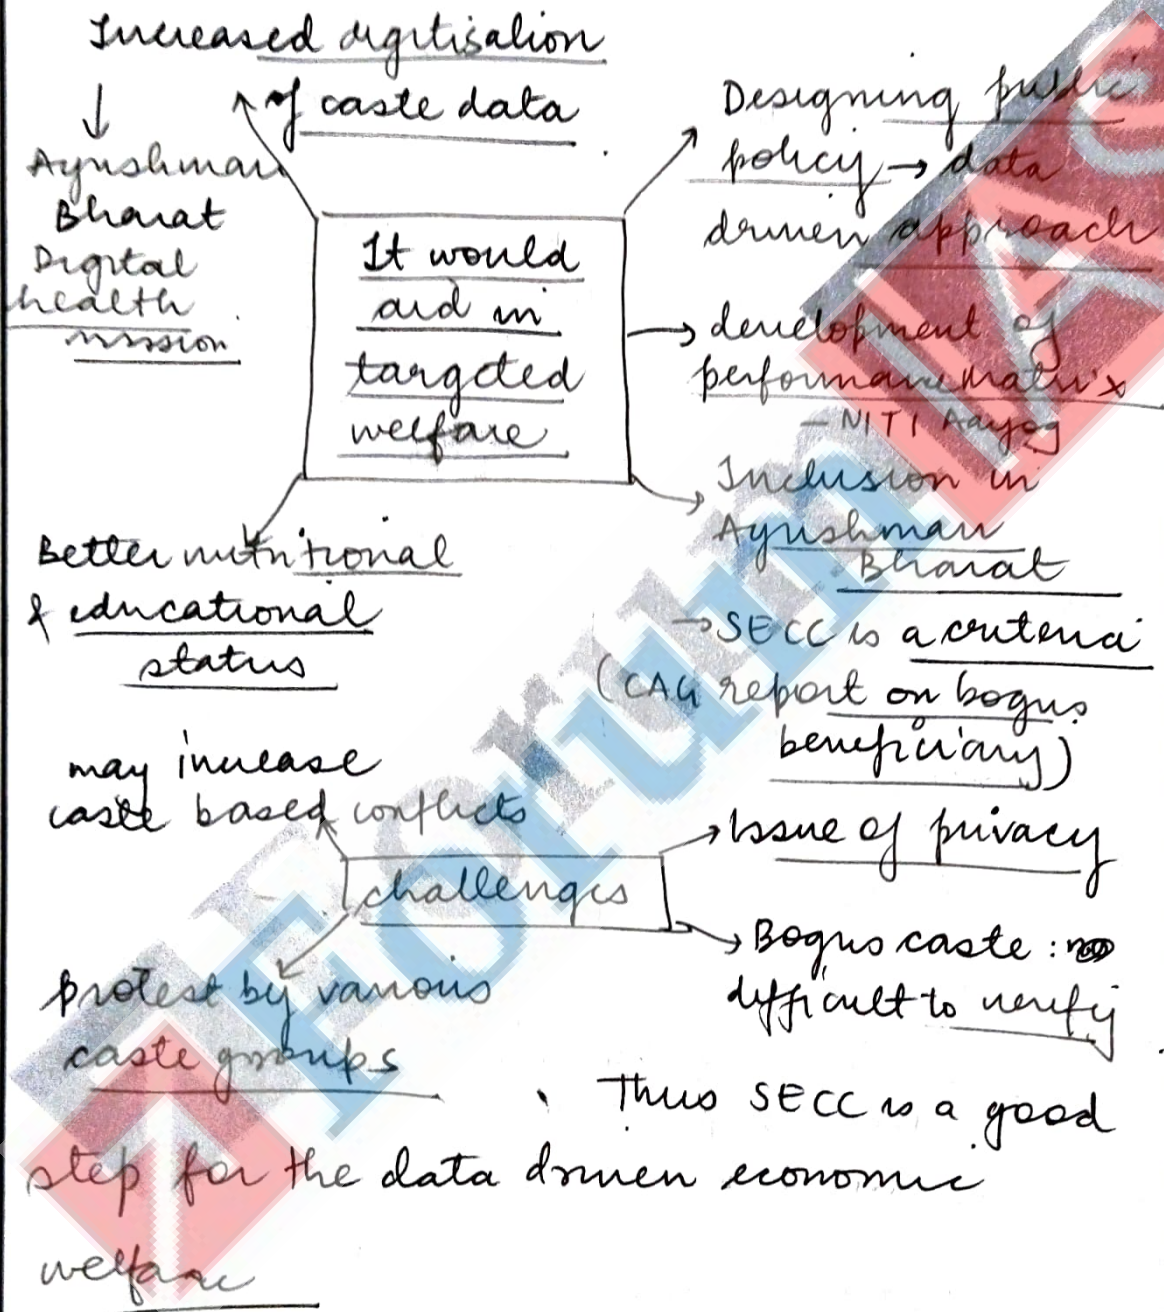 Increased digitisation
of caste data
Ayushman
Bharat
Digital
health
mission
Designing public
policy → data
driven approach
It would
aid in
targeted
welfare
→ development of
performance matrix
- NITI Aayog
Inclusion in
Ayushman
Bharat
→ SECC is a criteria
(CAG report on bogus
beneficiary)
Better nutritional
& educational
status
may increase
caste based conflicts
challenges
→ Issue of privacy
→ Bogus caste :
difficult to verify
protest by various
caste groups
Thus SECC is a good
step for the data driven economic
welfare
Forum IAS